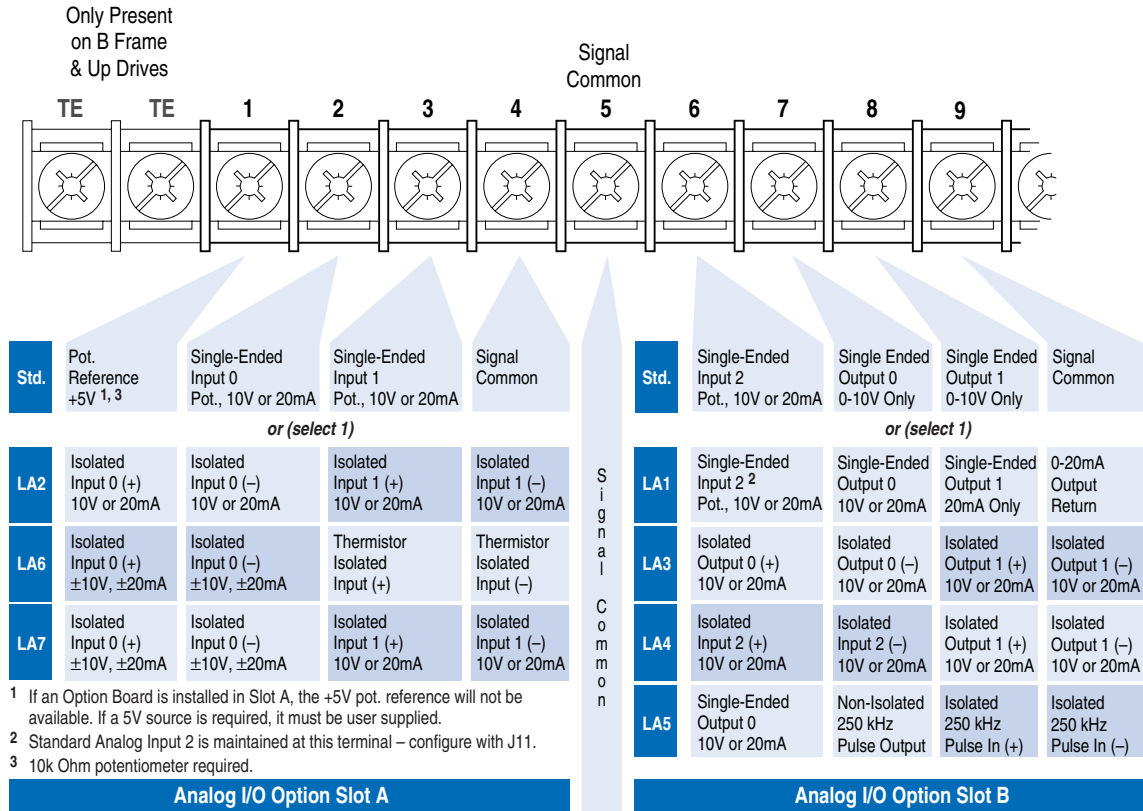 Only Present
on B Frame
& Up Drives
Signal
Common
TE TE 1 2 3 4 5 6 7 8 9
Std.
Pot.
Reference
+5V 1, 3
Single-Ended
Input 0
Pot., 10V or 20mA
Single-Ended
Input 1
Pot., 10V or 20mA
Signal
Common
or (select 1)
LA2
Isolated
Input 0 (+)
10V or 20mA
Isolated
Input 0 (–)
10V or 20mA
Isolated
Input 1 (+)
10V or 20mA
Isolated
Input 1 (–)
10V or 20mA
LA6
Isolated
Input 0 (+)
±10V, ±20mA
Isolated
Input 0 (–)
±10V, ±20mA
Thermistor
Isolated
Input (+)
Thermistor
Isolated
Input (–)
LA7
Isolated
Input 0 (+)
±10V, ±20mA
Isolated
Input 0 (–)
±10V, ±20mA
Isolated
Input 1 (+)
10V or 20mA
Isolated
Input 1 (–)
10V or 20mA
1 If an Option Board is installed in Slot A, the +5V pot. reference will not be
available. If a 5V source is required, it must be user supplied.
2 Standard Analog Input 2 is maintained at this terminal – configure with J11.
3 10k Ohm potentiometer required.
Analog I/O Option Slot A
Signal Common
Std.
Single-Ended
Input 2
Pot., 10V or 20mA
Single Ended
Output 0
0-10V Only
Single Ended
Output 1
0-10V Only
Signal
Common
or (select 1)
LA1
Single-Ended
Input 2 2
Pot., 10V or 20mA
Single-Ended
Output 0
10V or 20mA
Single-Ended
Output 1
20mA Only
0-20mA
Output
Return
LA3
Isolated
Output 0 (+)
10V or 20mA
Isolated
Output 0 (–)
10V or 20mA
Isolated
Output 1 (+)
10V or 20mA
Isolated
Output 1 (–)
10V or 20mA
LA4
Isolated
Input 2 (+)
10V or 20mA
Isolated
Input 2 (–)
10V or 20mA
Isolated
Output 1 (+)
10V or 20mA
Isolated
Output 1 (–)
10V or 20mA
LA5
Single-Ended
Output 0
10V or 20mA
Non-Isolated
250 kHz
Pulse Output
Isolated
250 kHz
Pulse In (+)
Isolated
250 kHz
Pulse In (–)
Analog I/O Option Slot B